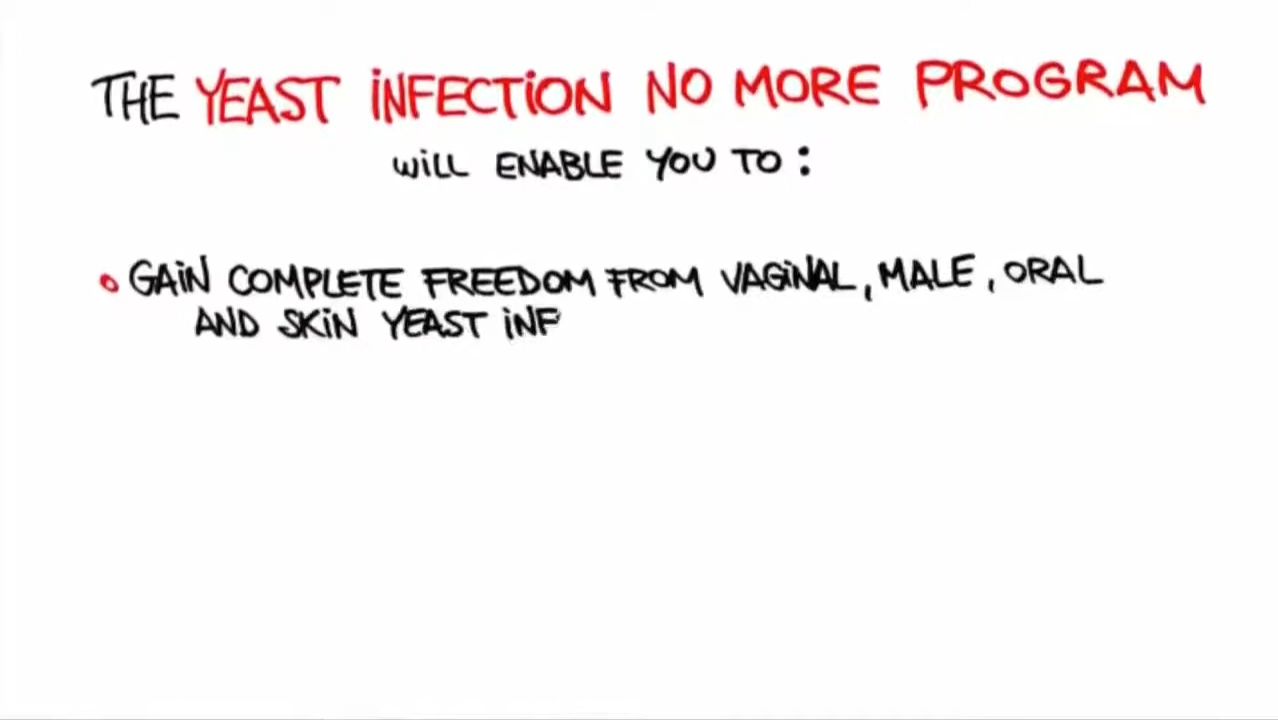 THE YEAST iNFECTiON NO MORE PROGRAM
WiLL ENABLE YOU TO:
• GAiN COMPLETE FREEDOM FROM VAGiNAL, MALE, ORAL
AND SKiN YEAST iNF